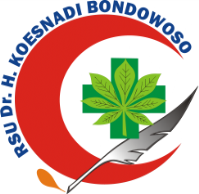 RSU Dr. H. KOESNADI BONDOWOSO